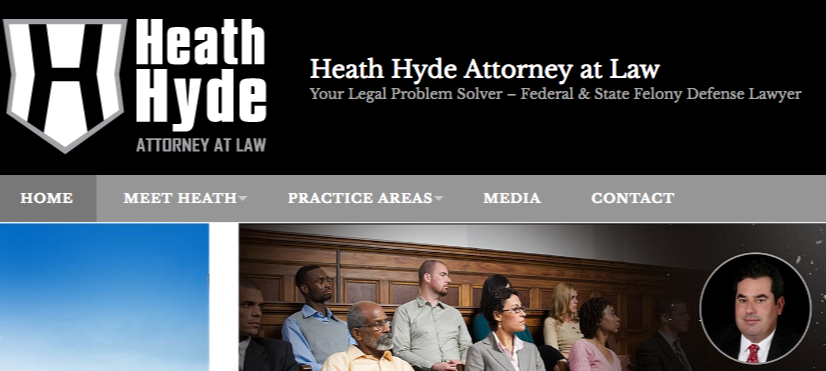 Heath
Hyde
ATTORNEY AT LAW
Heath Hyde Attorney at Law
Your Legal Problem Solver – Federal & State Felony Defense Lawyer
HOME MEET HEATH PRACTICE AREAS MEDIA CONTACT